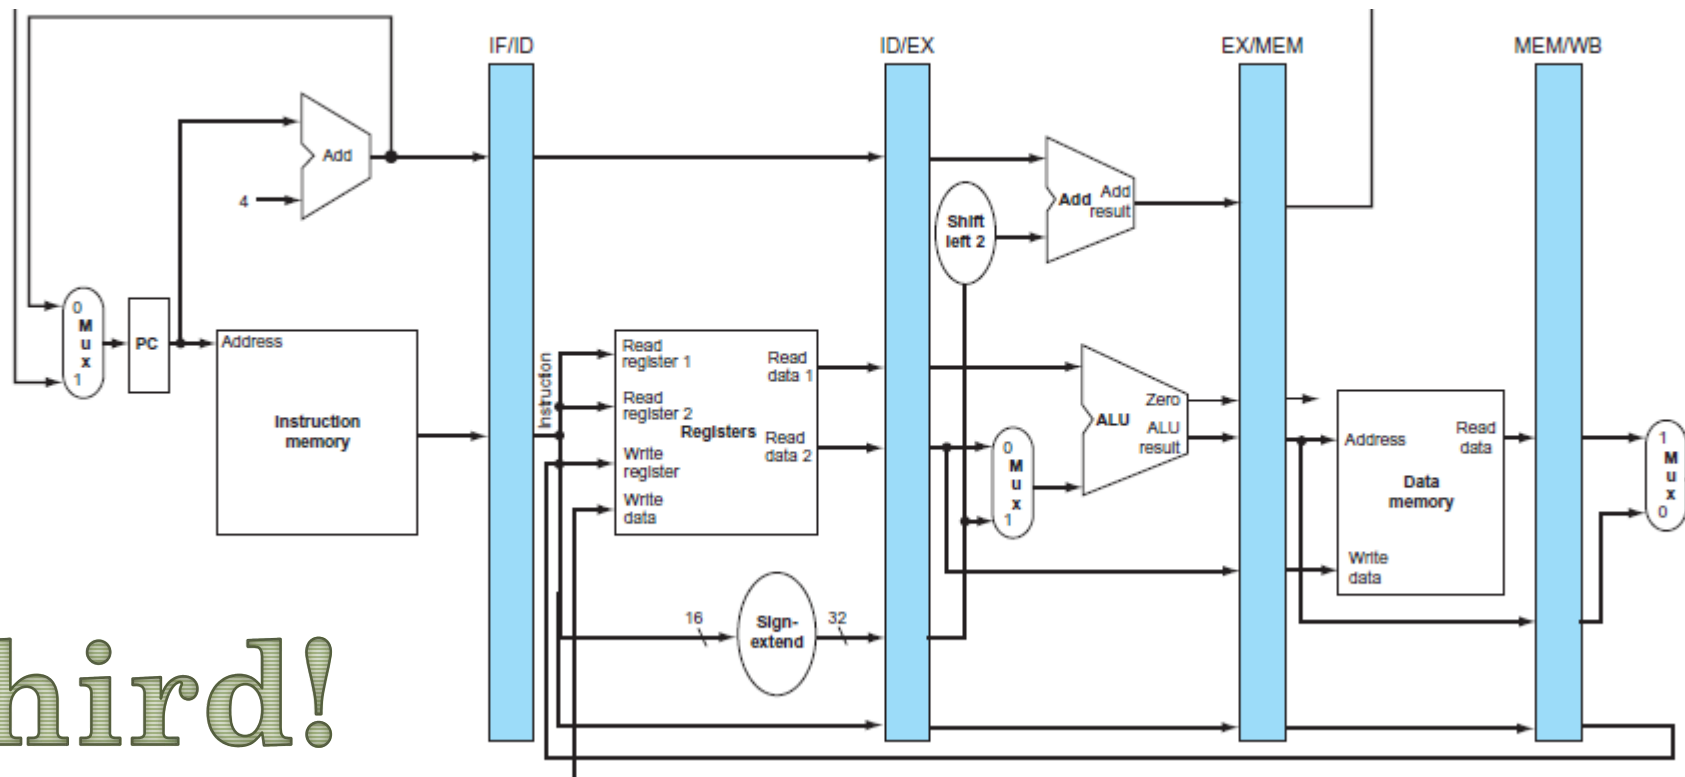 IF/ID
ID/EX
EX/MEM
MEM/WB
Add
4
Shift
left 2
Add
Add
result
0
M
u
x
1
PC
Address
Instruction
memory
Instruction
Read
register 1
Read
register 2
Write
register
Write
data
Registers
Read
data 1
Read
data 2
0
M
u
x
1
ALU
Zero
ALU
result
Address
Read
data
Data
memory
Write
data
1
M
u
x
0
16
Sign-
extend
32
hird!